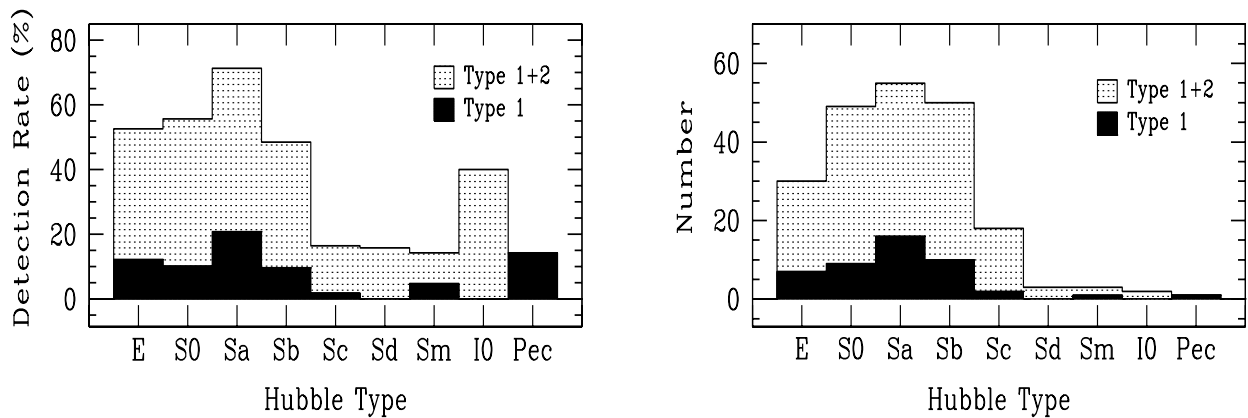 Detection Rate (%)
80
60
40
20
0
Type 1+2
Type 1
E S0 Sa Sb Sc Sd Sm I0 Pec
Hubble Type
Number
60
40
20
0
Type 1+2
Type 1
E S0 Sa Sb Sc Sd Sm I0 Pec
Hubble Type